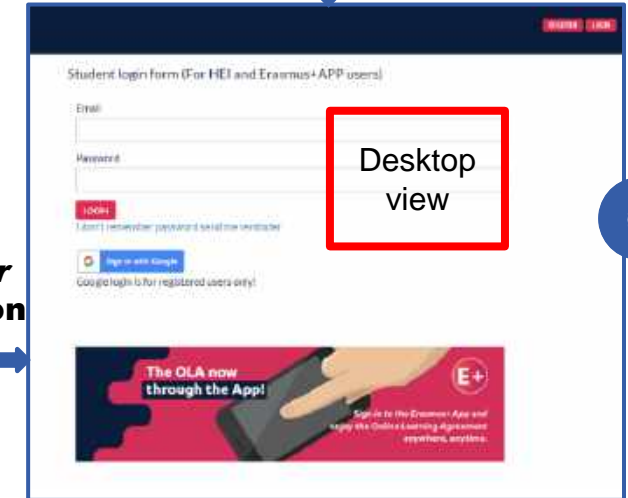 REGISTER LOGIN
Student login form (For HEI and Erasmus+ APP users)
Email
Password
Desktop
view
LOGIN
I don't remember password send me reminder
Sign in with Google
Google login is for registered users only!
r
on
The OLA now
through the App!
E+
Sign in to the Erasmus+ App and
enjoy the Online Learning Agreement
anywhere, anytime.